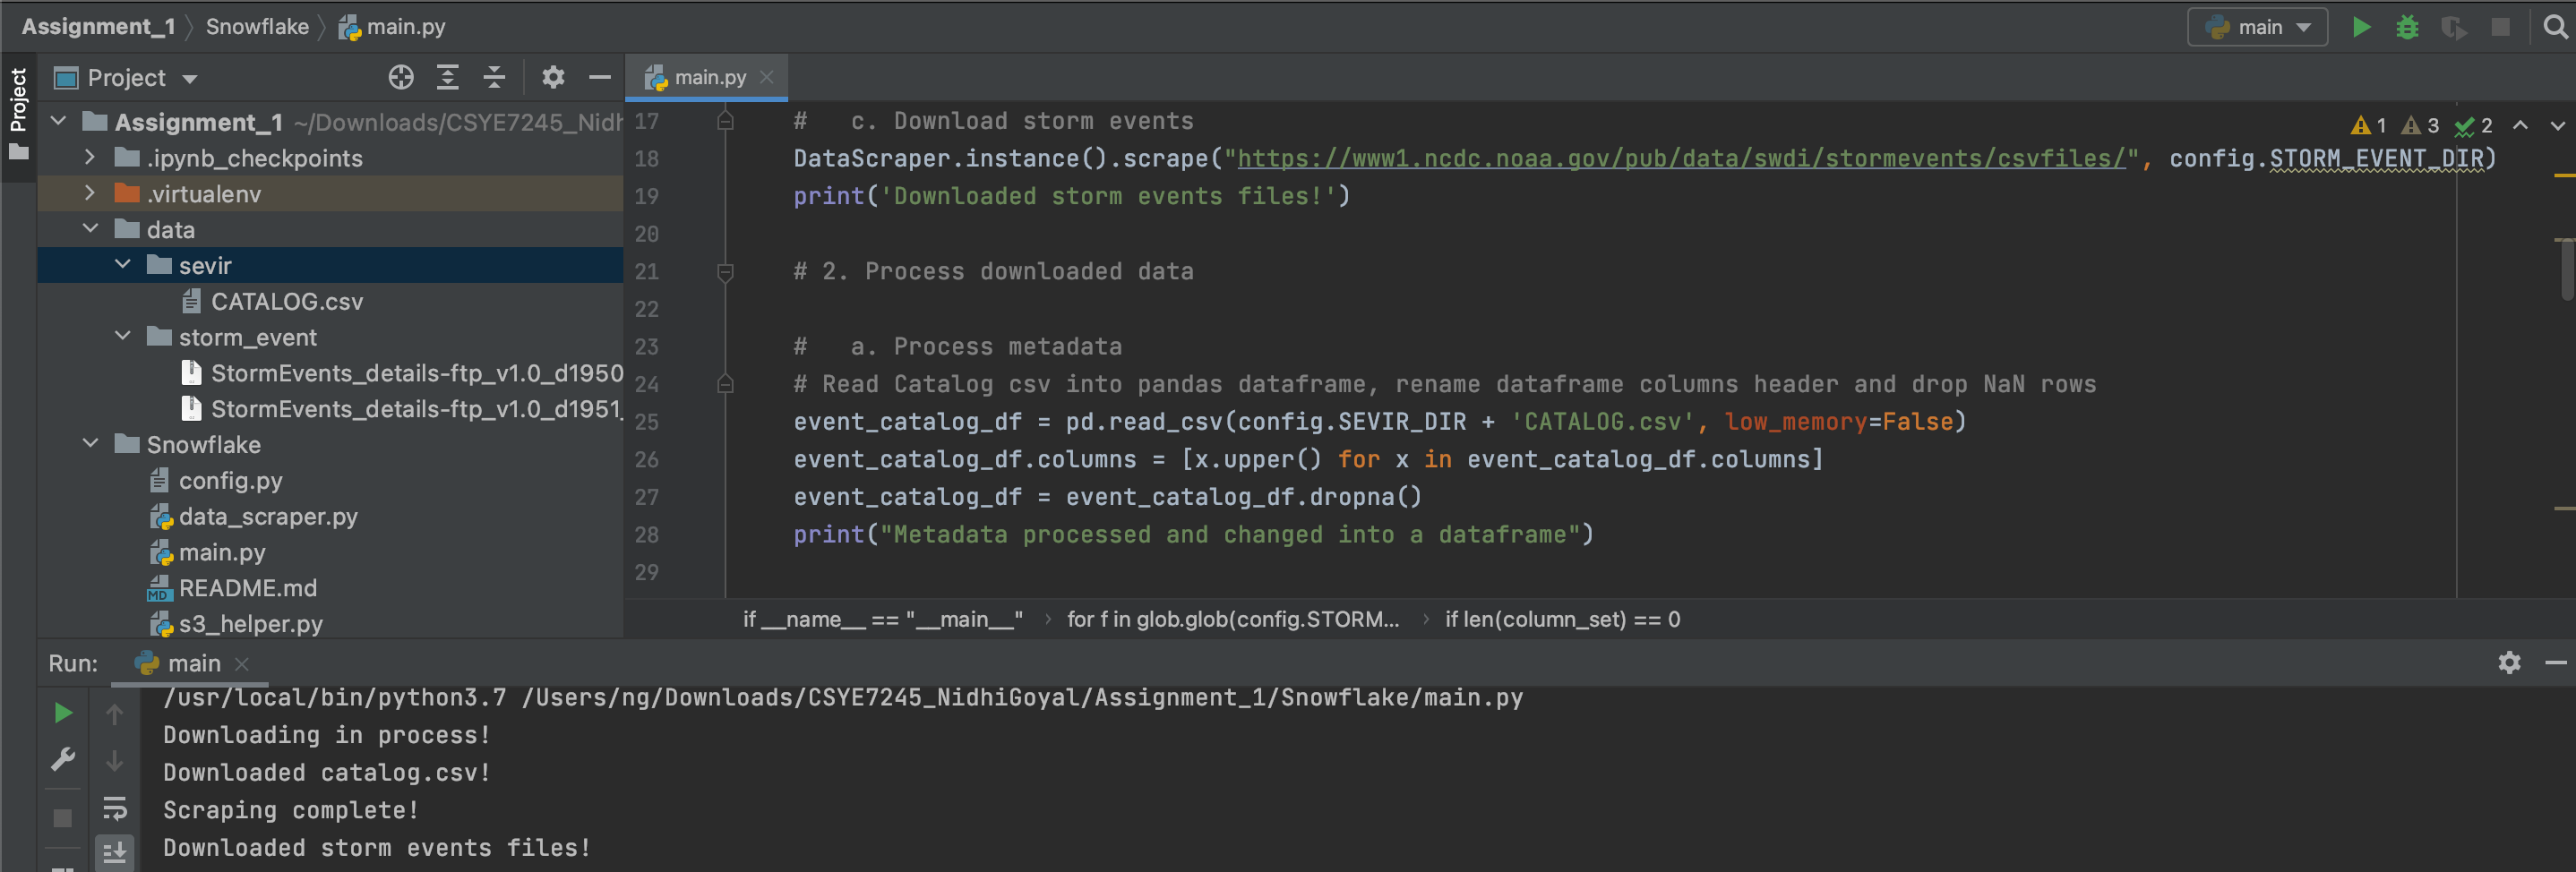 Assignment_1 Snowflake main.py main
Project
Project
Assignment_1 ~/Downloads/CSYE7245_Nidh
.ipynb_checkpoints
.virtualenv
data
sevir
CATALOG.csv
storm_event
StormEvents_details-ftp_v1.0_d1950
StormEvents_details-ftp_v1.0_d1951_
Snowflake
config.py
data_scraper.py
main.py
README.md
s3_helper.py
main.py
1 3 2
17 #   c. Download storm events
18 DataScraper.instance().scrape("https://www1.ncdc.noaa.gov/pub/data/swdi/stormevents/csvfiles/", config.STORM_EVENT_DIR)
19 print('Downloaded storm events files!')
20
21 # 2. Process downloaded data
22
23 #   a. Process metadata
24 # Read Catalog csv into pandas dataframe, rename dataframe columns header and drop NaN rows
25 event_catalog_df = pd.read_csv(config.SEVIR_DIR + 'CATALOG.csv', low_memory=False)
26 event_catalog_df.columns = [x.upper() for x in event_catalog_df.columns]
27 event_catalog_df = event_catalog_df.dropna()
28 print("Metadata processed and changed into a dataframe")
29
if __name__ == "__main__" › for f in glob.glob(config.STORM... › if len(column_set) == 0
Run: main
/usr/local/bin/python3.7 /Users/ng/Downloads/CSYE7245_NidhiGoyal/Assignment_1/Snowflake/main.py
Downloading in process!
Downloaded catalog.csv!
Scraping complete!
Downloaded storm events files!